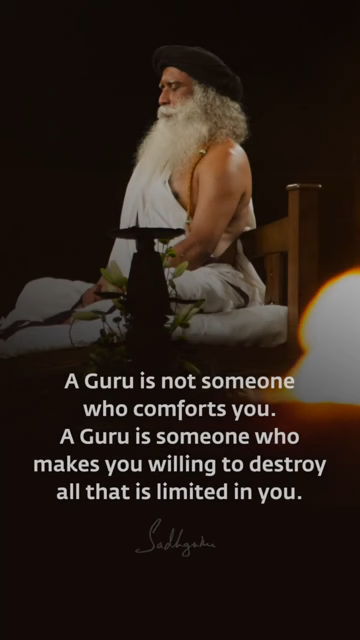 A Guru is not someone
who comforts you.
A Guru is someone who
makes you willing to destroy
all that is limited in you.
Sadhguru